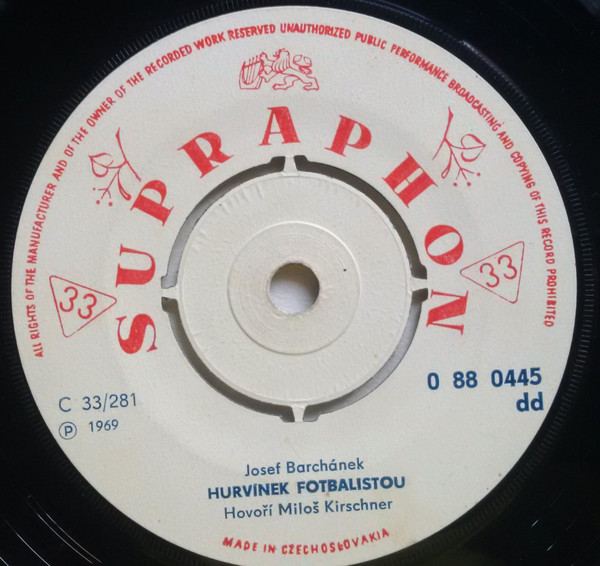 ALL RIGHTS OF THE MANUFACTURER AND OF THE OWNER OF THE RECORDED WORK RESERVED UNAUTHORIZED PUBLIC PERFORMANCE BROADCASTING AND COPYING OF THIS RECORD PROHIBITED
SUPRAPHON
33
33
C 33/281
Ⓟ 1969
0 88 0445
dd
Josef Barchánek
HURVÍNEK FOTBALISTOU
Hovoří Miloš Kirschner
MADE IN CZECHOSLOVAKIA